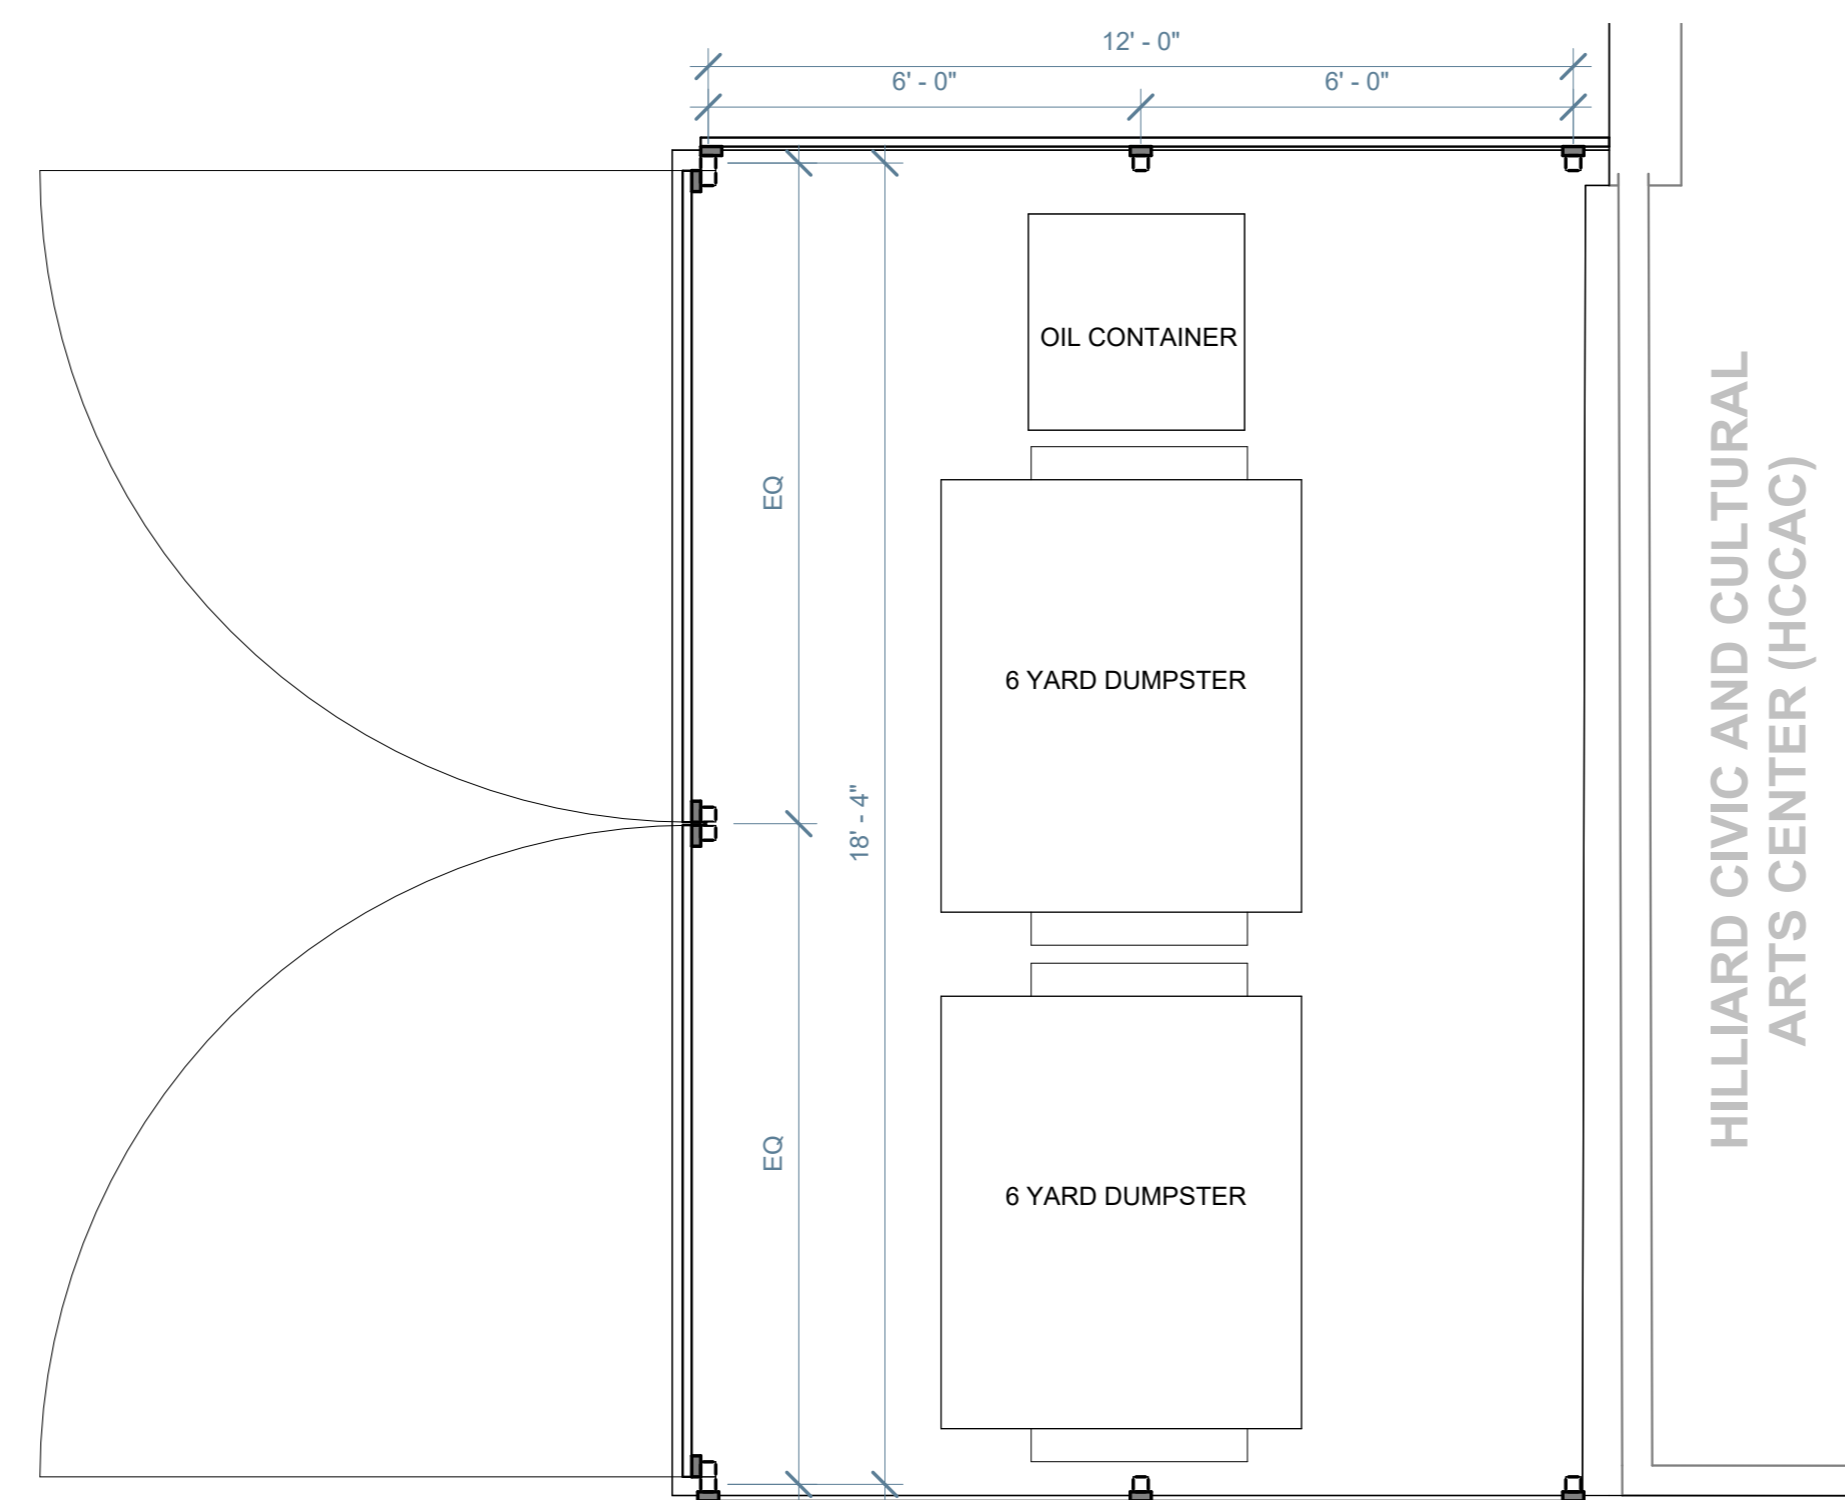 12' - 0"
6' - 0"
6' - 0"
OIL CONTAINER
EQ
6 YARD DUMPSTER
18' - 4"
EQ
6 YARD DUMPSTER
HILLIARD CIVIC AND CULTURAL
ARTS CENTER (HCCAC)